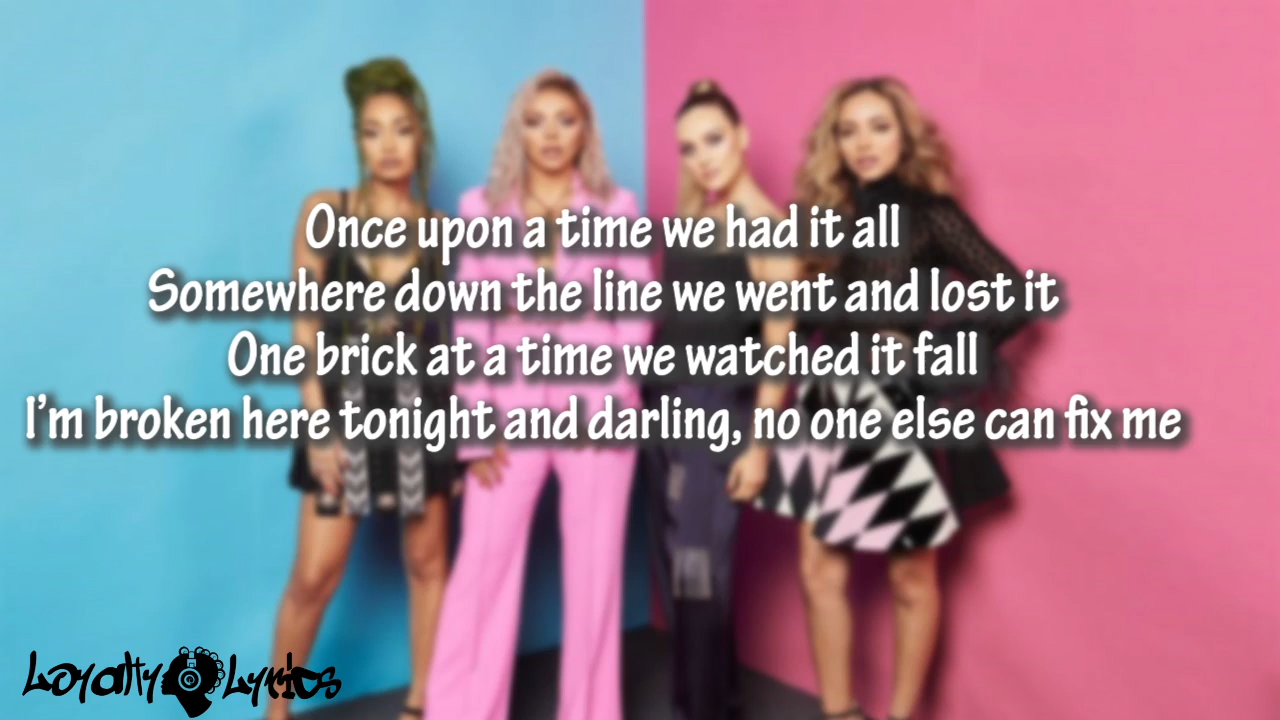 Once upon a time we had it all
Somewhere down the line we went and lost it
One brick at a time we watched it fall
I'm broken here tonight and darling, no one else can fix me
Loyalty Lyrics